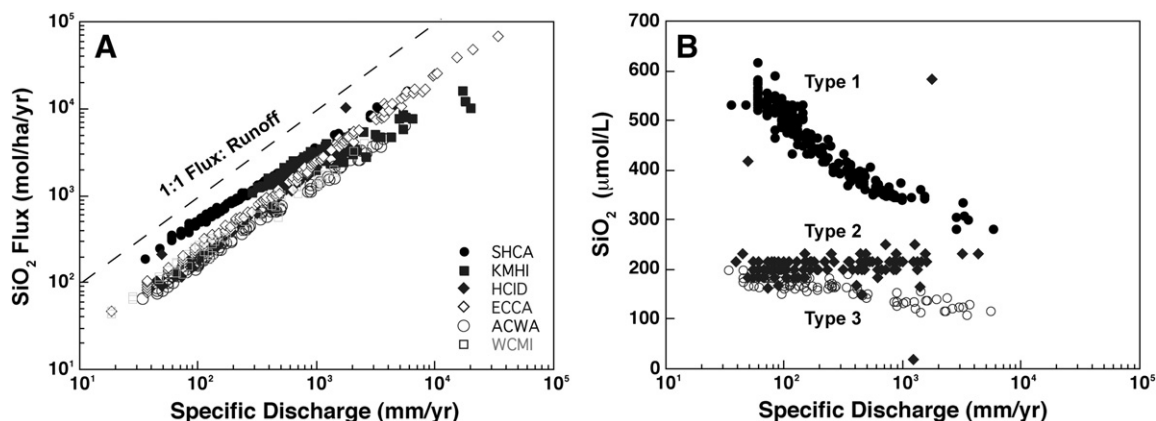 A
SiO2 Flux (mol/ha/yr)
10^5
10^4
10^3
10^2
10^1
1:1 Flux: Runoff
SHCA
KMHI
HCID
ECCA
ACWA
WCMI
10^1 10^2 10^3 10^4 10^5
Specific Discharge (mm/yr)
B
SiO2 (μmol/L)
700
600
500
400
300
200
100
0
Type 1
Type 2
Type 3
10^1 10^2 10^3 10^4 10^5
Specific Discharge (mm/yr)